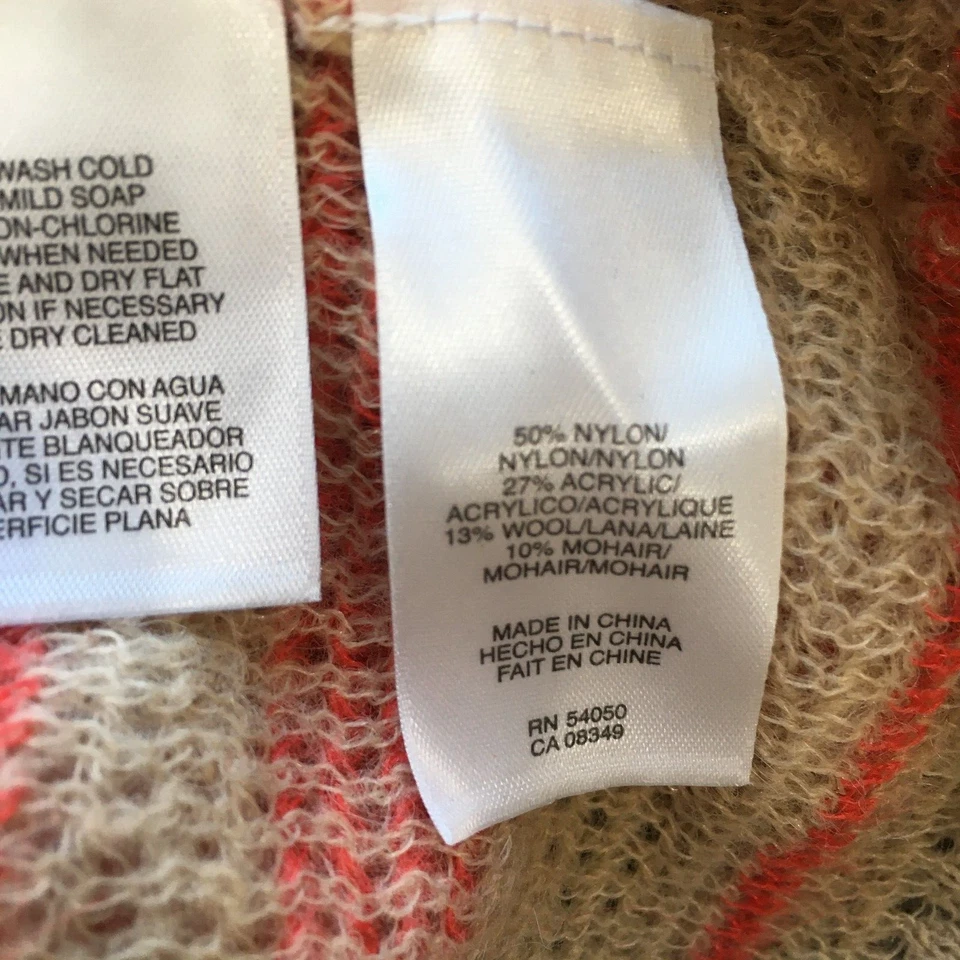 WASH COLD
MILD SOAP
ON-CHLORINE
WHEN NEEDED
E AND DRY FLAT
ON IF NECESSARY
E DRY CLEANED
MANO CON AGUA
AR JABON SUAVE
TE BLANQUEADOR
O, SI ES NECESARIO
AR Y SECAR SOBRE
ERFICIE PLANA
50% NYLON/
NYLON/NYLON
27% ACRYLIC/
ACRYLICO/ACRYLIQUE
13% WOOL/LANA/LAINE
10% MOHAIR/
MOHAIR/MOHAIR
MADE IN CHINA
HECHO EN CHINA
FAIT EN CHINE
RN 54050
CA 08349